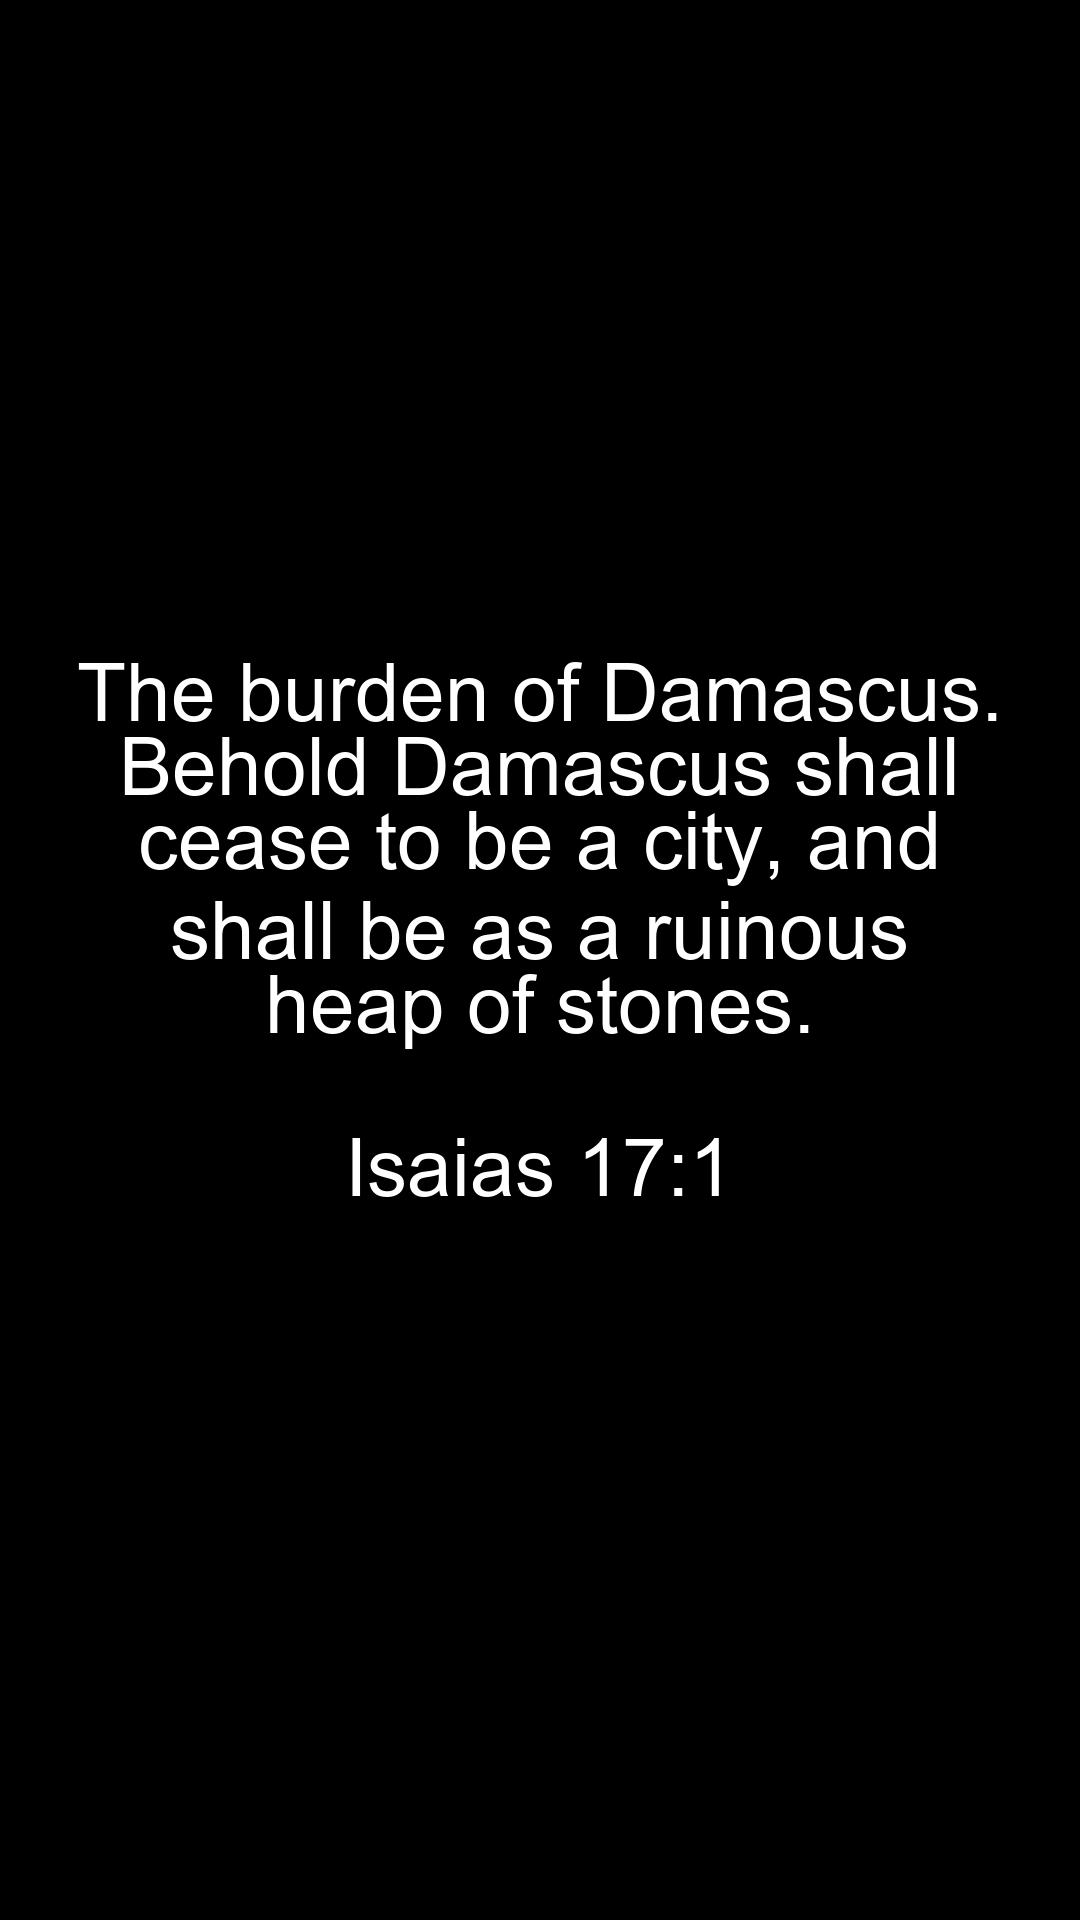 The burden of Damascus.
Behold Damascus shall
cease to be a city, and
shall be as a ruinous
heap of stones.
Isaias 17:1